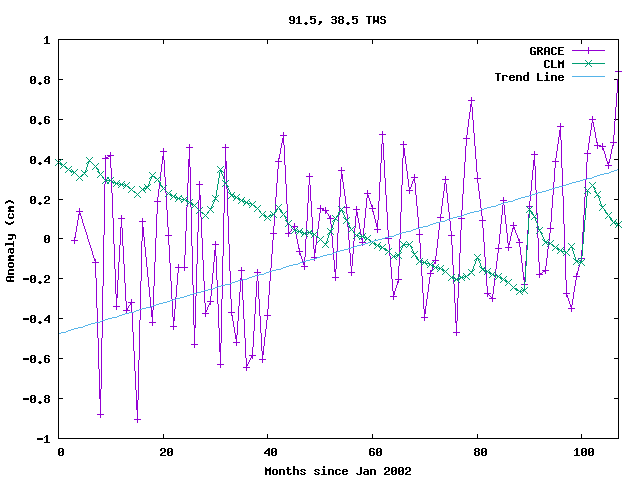 91.5, 38.5 TWS
GRACE
CLM
Trend Line
Anomaly (cm)
1
0.8
0.6
0.4
0.2
0
-0.2
-0.4
-0.6
-0.8
-1
0 20 40 60 80 100
Months since Jan 2002